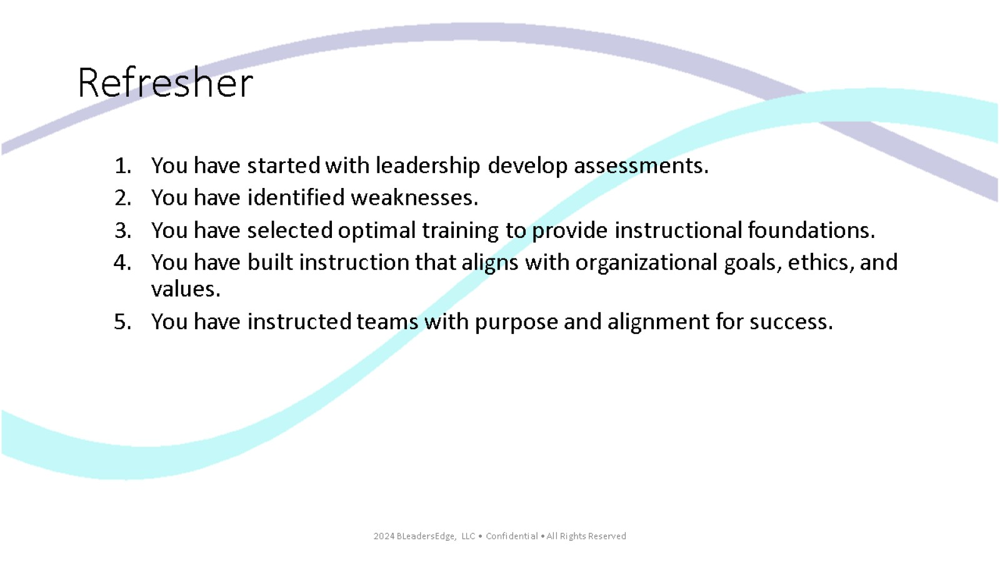 Refresher
1. You have started with leadership develop assessments.
2. You have identified weaknesses.
3. You have selected optimal training to provide instructional foundations.
4. You have built instruction that aligns with organizational goals, ethics, and
values.
5. You have instructed teams with purpose and alignment for success.
2024 BLeadersEdge, LLC • Confidential • All Rights Reserved